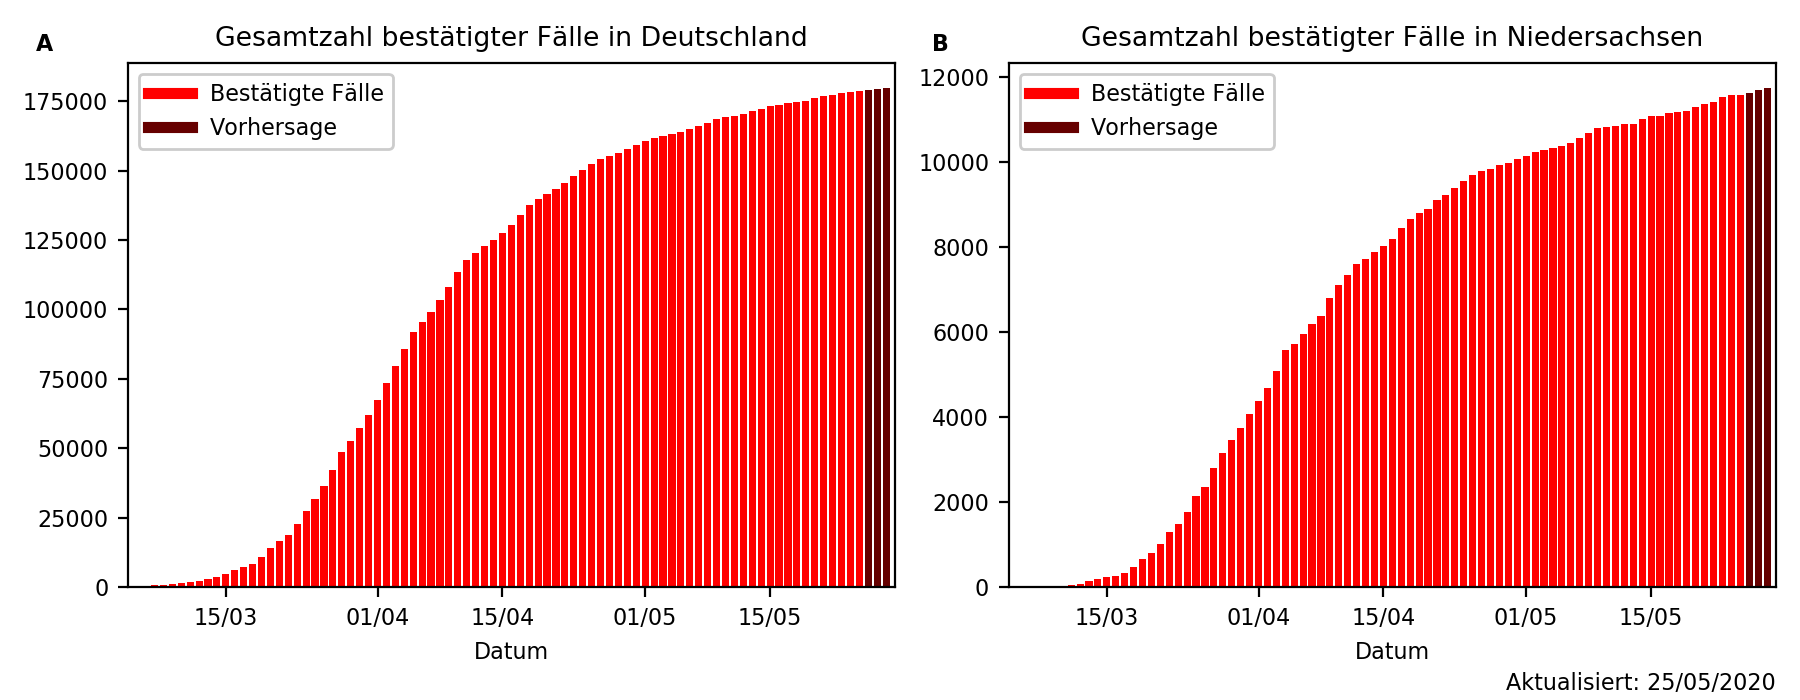 A
Gesamtzahl bestätigter Fälle in Deutschland
Bestätigte Fälle
Vorhersage
175000
150000
125000
100000
75000
50000
25000
0
15/03 01/04 15/04 01/05 15/05
Datum
B
Gesamtzahl bestätigter Fälle in Niedersachsen
Bestätigte Fälle
Vorhersage
12000
10000
8000
6000
4000
2000
0
15/03 01/04 15/04 01/05 15/05
Datum
Aktualisiert: 25/05/2020